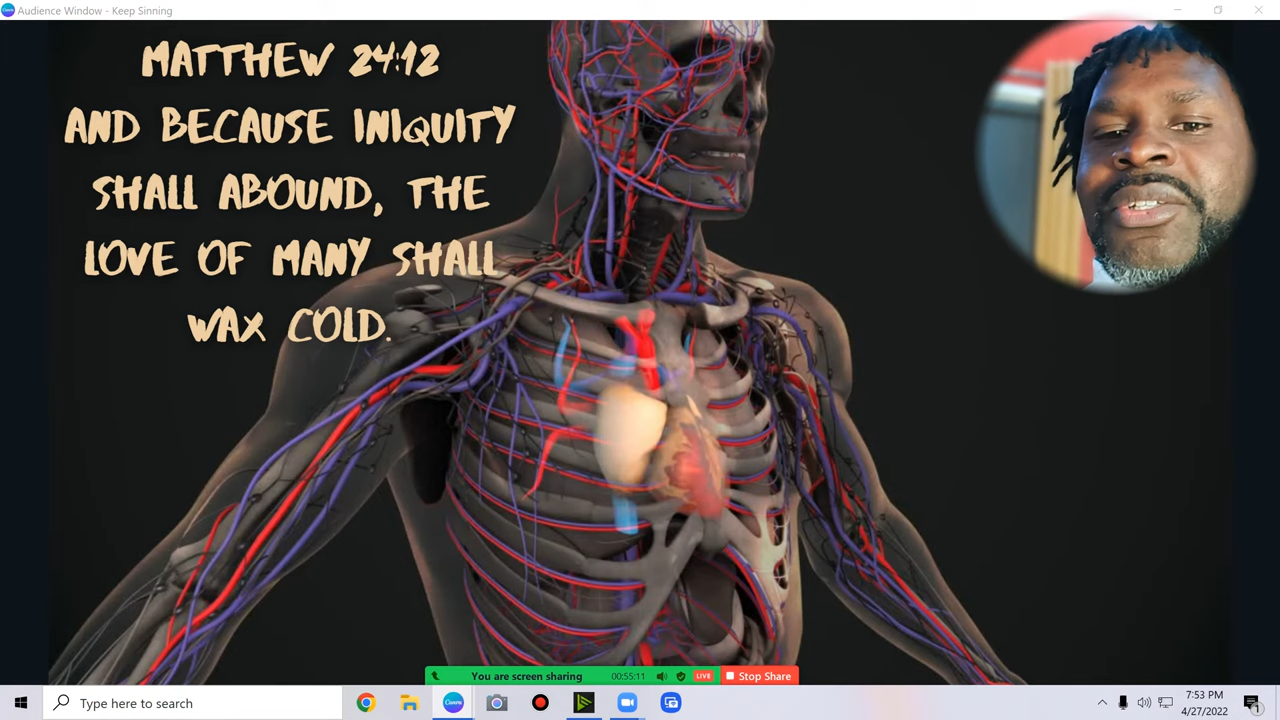 Audience Window - Keep Sinning
MATTHEW 24:12
AND BECAUSE INIQUITY
SHALL ABOUND, THE
LOVE OF MANY SHALL
WAX COLD.
You are screen sharing
00:55:11
LIVE
Stop Share
Type here to search
7:53 PM
4/27/2022
1